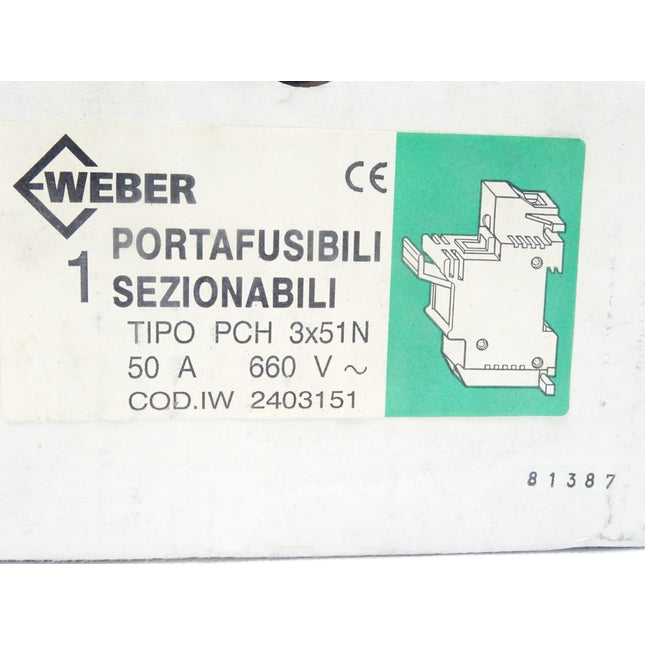 WEBER
CE
1
PORTAFUSIBILI
SEZIONABILI
TIPO PCH 3x51N
50 A 660 V ~
COD.IW 2403151
81387